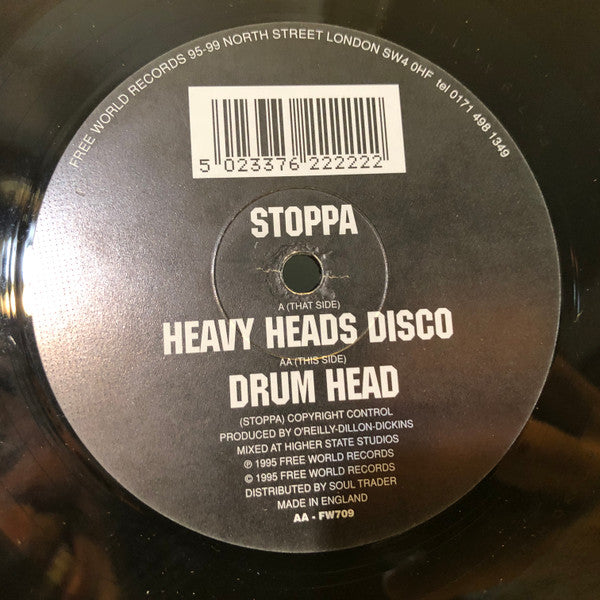 FREE WORLD RECORDS 95-99 NORTH STREET LONDON SW4 0HF tel 0171 498 1349
5 023376 222222
STOPPA
A (THAT SIDE)
HEAVY HEADS DISCO
AA (THIS SIDE)
DRUM HEAD
(STOPPA) COPYRIGHT CONTROL
PRODUCED BY O'REILLY-DILLON-DICKINS
MIXED AT HIGHER STATE STUDIOS
℗ 1995 FREE WORLD RECORDS
© 1995 FREE WORLD RECORDS
DISTRIBUTED BY SOUL TRADER
MADE IN ENGLAND
AA - FW709